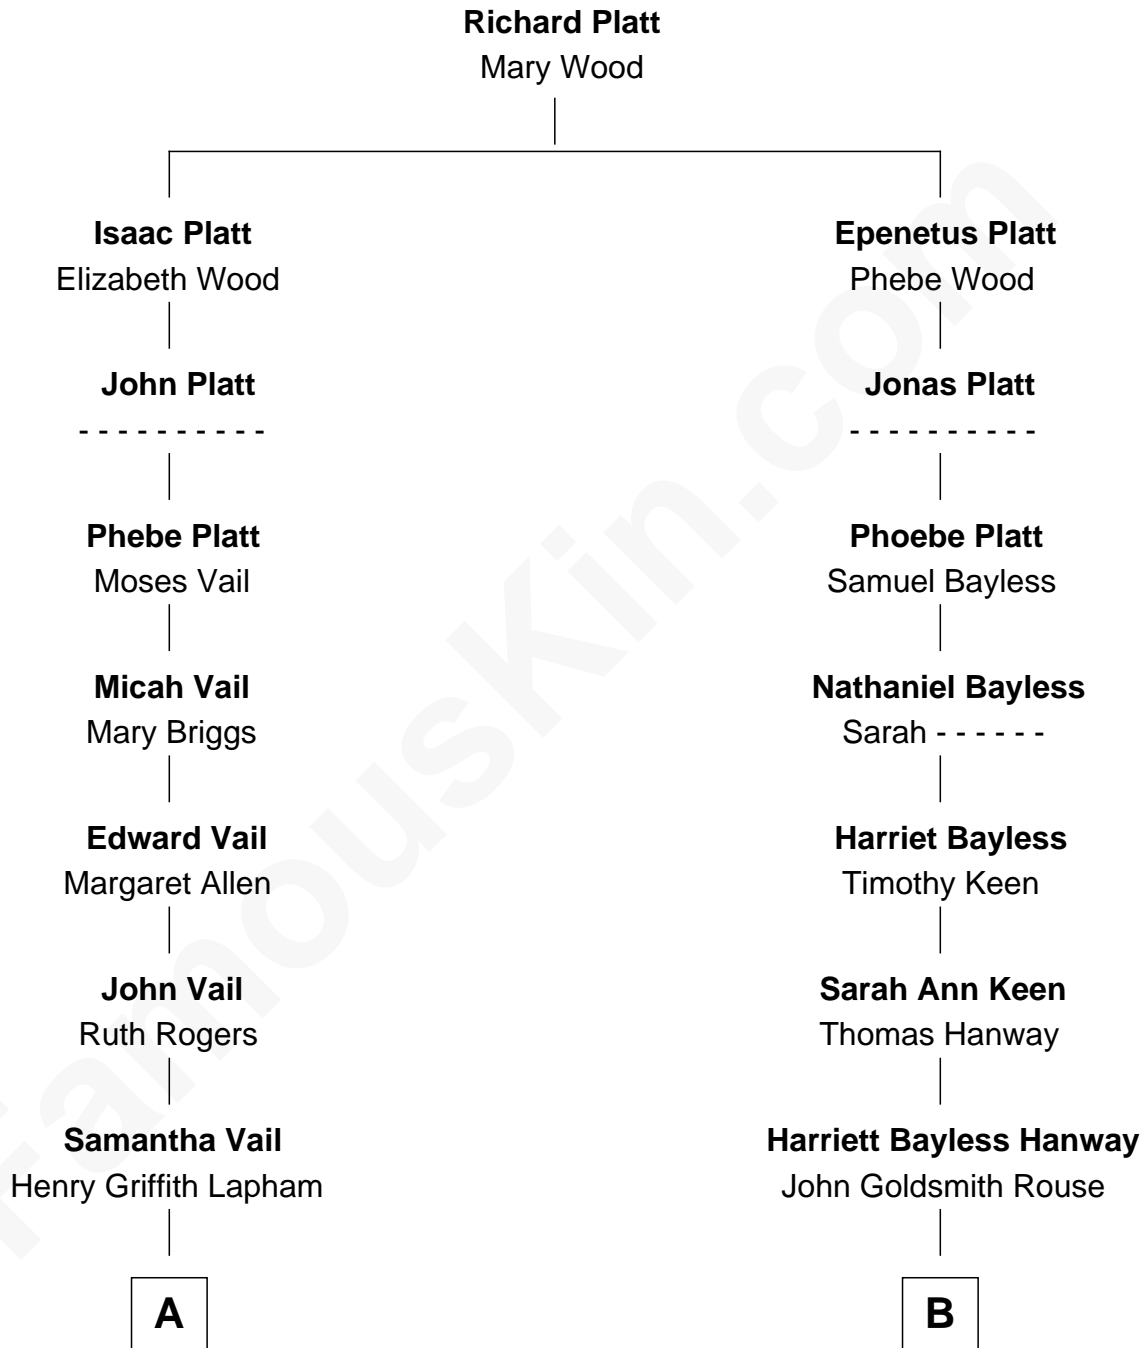 Richard Platt
Mary Wood
Isaac Platt
Elizabeth Wood
Epenetus Platt
Phebe Wood
John Platt
- - - - - - - - - -
Jonas Platt
- - - - - - - - - -
Phebe Platt
Moses Vail
Phoebe Platt
Samuel Bayless
Micah Vail
Mary Briggs
Nathaniel Bayless
Sarah - - - - - -
Edward Vail
Margaret Allen
Harriet Bayless
Timothy Keen
John Vail
Ruth Rogers
Sarah Ann Keen
Thomas Hanway
Samantha Vail
Henry Griffith Lapham
Harriett Bayless Hanway
John Goldsmith Rouse
A
B
FamousKin.com